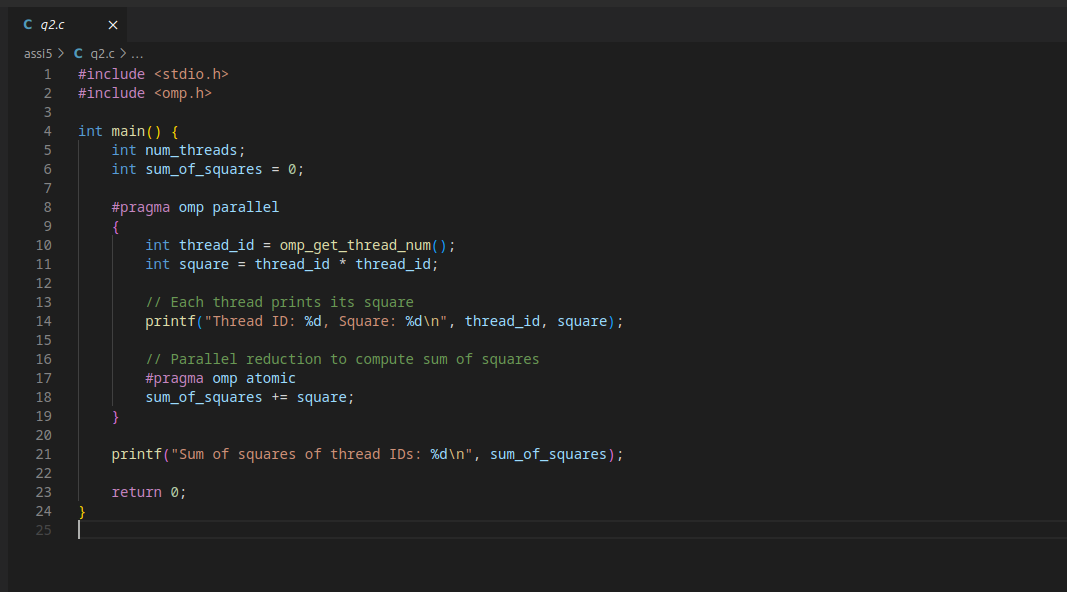 C q2.c ×
assi5 > C q2.c > ...
1 #include <stdio.h>
2 #include <omp.h>
3
4 int main() {
5     int num_threads;
6     int sum_of_squares = 0;
7
8     #pragma omp parallel
9     {
10         int thread_id = omp_get_thread_num();
11         int square = thread_id * thread_id;
12
13         // Each thread prints its square
14         printf("Thread ID: %d, Square: %d\n", thread_id, square);
15
16         // Parallel reduction to compute sum of squares
17         #pragma omp atomic
18         sum_of_squares += square;
19     }
20
21     printf("Sum of squares of thread IDs: %d\n", sum_of_squares);
22
23     return 0;
24 }
25